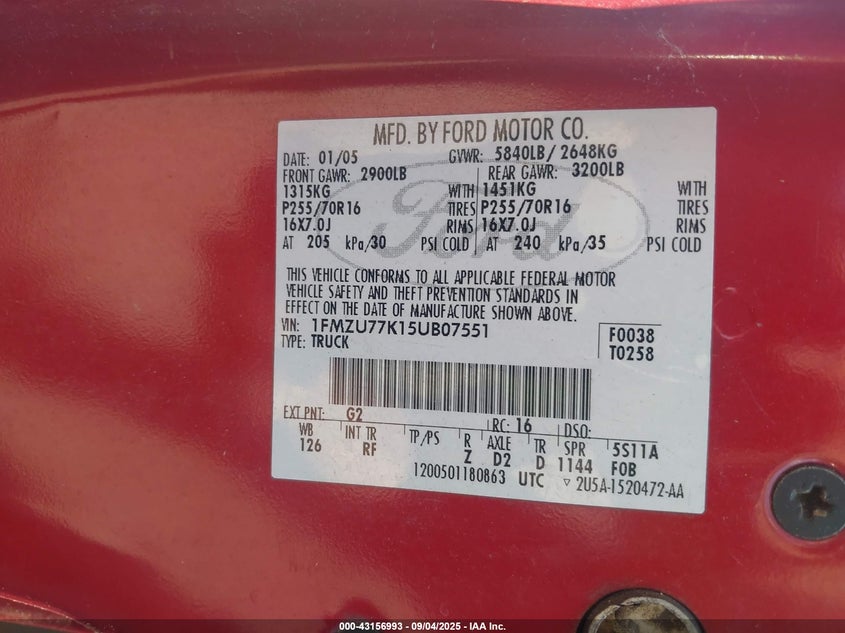 MFD. BY FORD MOTOR CO.
DATE: 01/05 GVWR: 5840LB/ 2648KG
FRONT GAWR: 2900LB REAR GAWR: 3200LB
1315KG WITH 1451KG WITH
P255/70R16 TIRES P255/70R16 TIRES
16X7.0J RIMS 16X7.0J RIMS
AT 205 kPa/30 PSI COLD AT 240 kPa/35 PSI COLD
Ford
THIS VEHICLE CONFORMS TO ALL APPLICABLE FEDERAL MOTOR
VEHICLE SAFETY AND THEFT PREVENTION STANDARDS IN
EFFECT ON THE DATE OF MANUFACTURE SHOWN ABOVE.
VIN: 1FMZU77K15UB07551 F0038
TYPE: TRUCK T0258
EXT PNT: G2 RC: 16 DSO:
WB INT TR TP/PS R AXLE TR SPR 5S11A
126 RF Z D2 D 1144 FOB
1200501180863 UTC ▽ 2U5A-1520472-AA
000-43156993 - 09/04/2025 - IAA Inc.